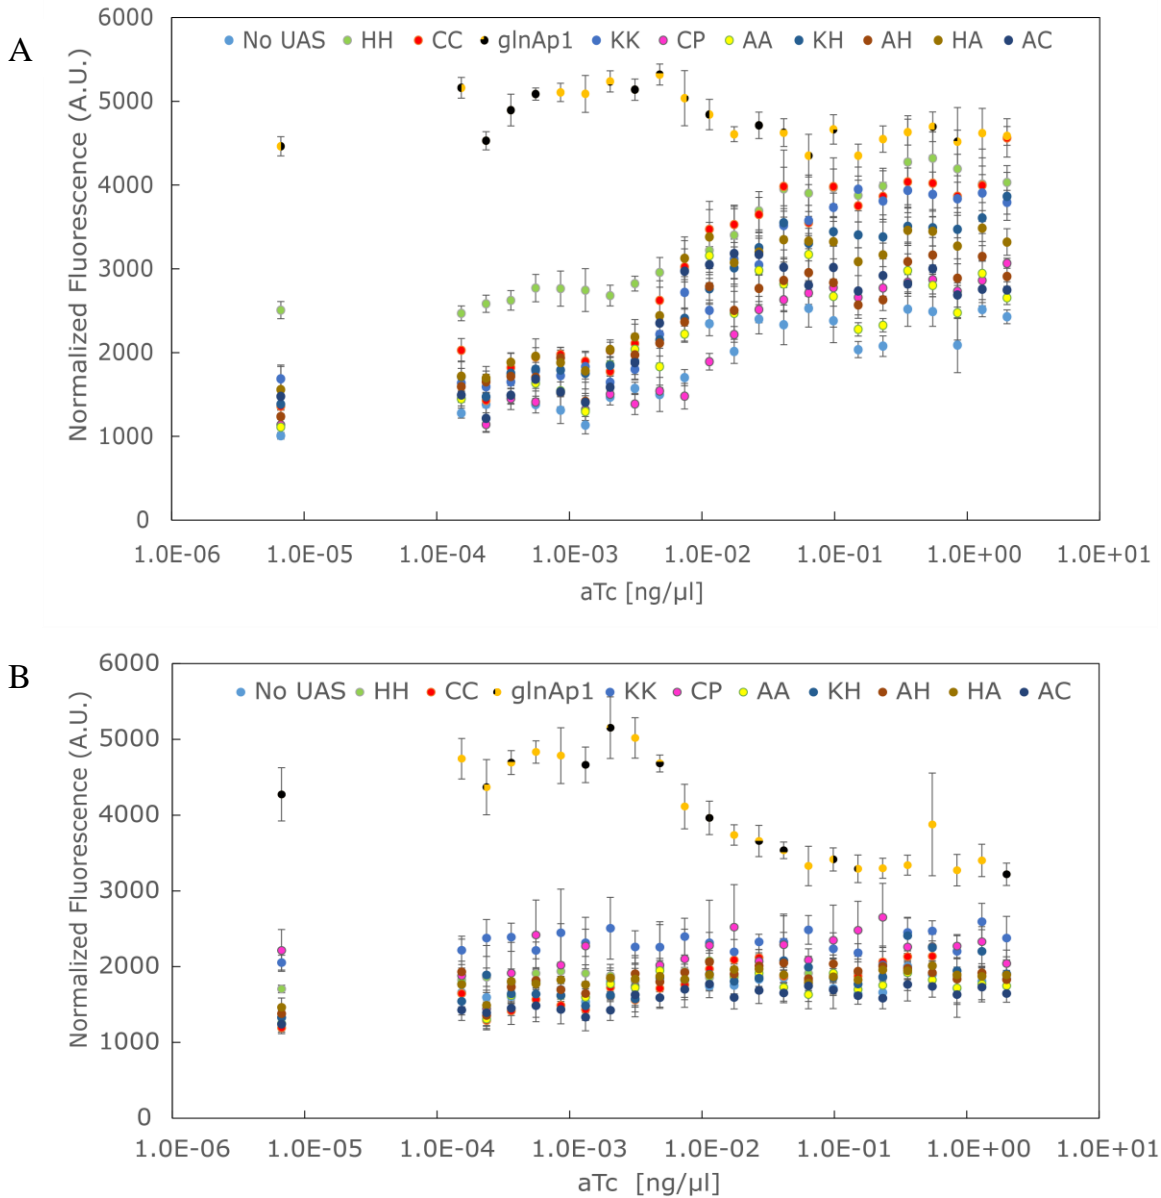 A
6000
No UAS HH CC glnAp1 KK CP AA KH AH HA AC
5000
4000
3000
2000
1000
0
Normalized Fluorescence (A.U.)
1.0E-06 1.0E-05 1.0E-04 1.0E-03 1.0E-02 1.0E-01 1.0E+00 1.0E+01
aTc [ng/µl]
B
6000
No UAS HH CC glnAp1 KK CP AA KH AH HA AC
5000
4000
3000
2000
1000
0
Normalized Fluorescence (A.U.)
1.0E-06 1.0E-05 1.0E-04 1.0E-03 1.0E-02 1.0E-01 1.0E+00 1.0E+01
aTc [ng/µl]